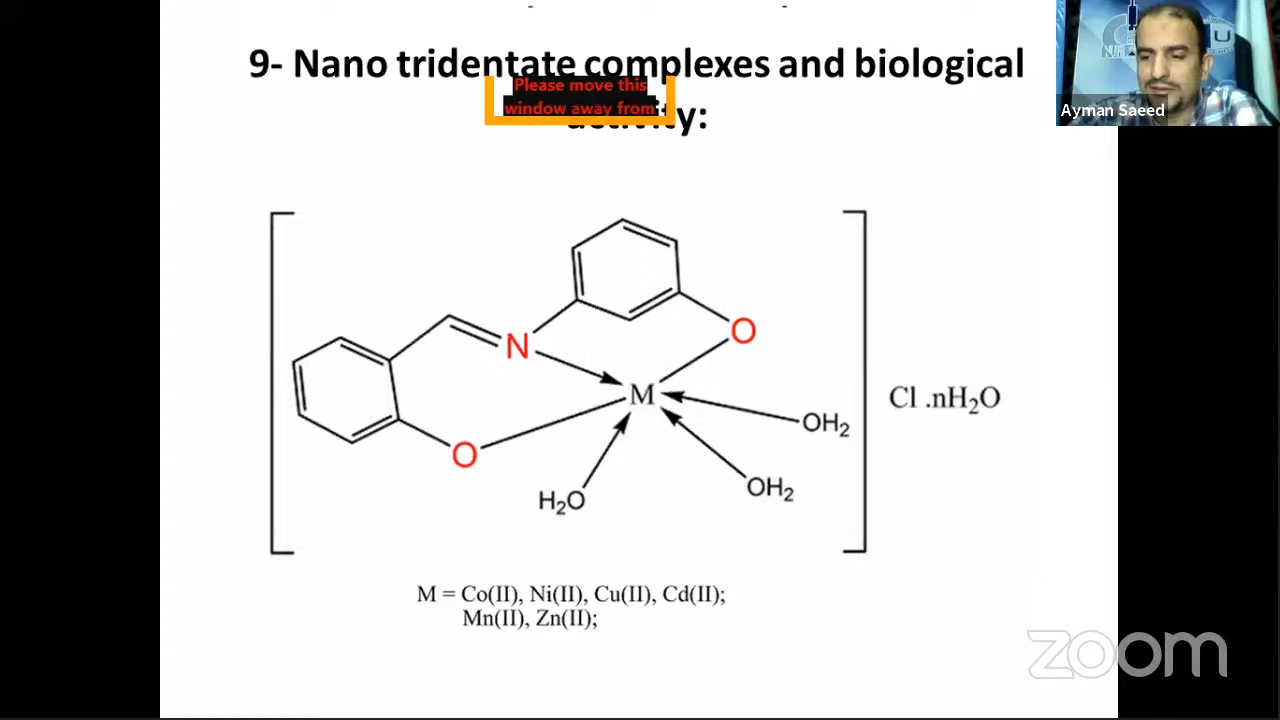 9- Nano tridentate complexes and biological
activity:
Please move this
window away from
Ayman Saeed
N
O
M
O
OH₂
OH₂
H₂O
Cl .nH₂O
M = Co(II), Ni(II), Cu(II), Cd(II);
Mn(II), Zn(II);
zoom